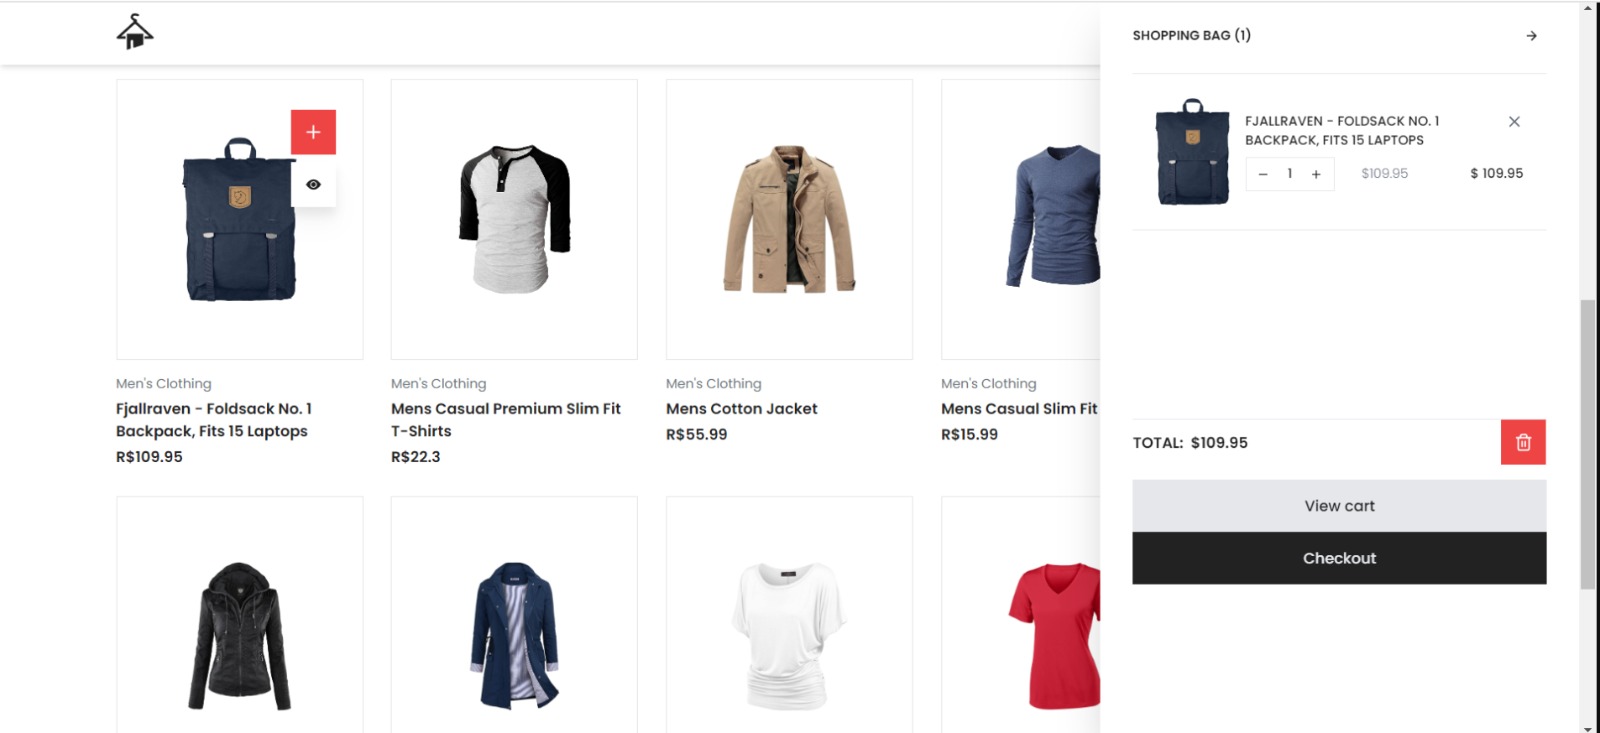 SHOPPING BAG (1)
FJALLRAVEN - FOLDSACK NO. 1
BACKPACK, FITS 15 LAPTOPS
1
$109.95
$ 109.95
Men's Clothing
Fjallraven - Foldsack No. 1
Backpack, Fits 15 Laptops
R$109.95
Men's Clothing
Mens Casual Premium Slim Fit
T-Shirts
R$22.3
Men's Clothing
Mens Cotton Jacket
R$55.99
Men's Clothing
Mens Casual Slim Fit
R$15.99
TOTAL: $109.95
View cart
Checkout